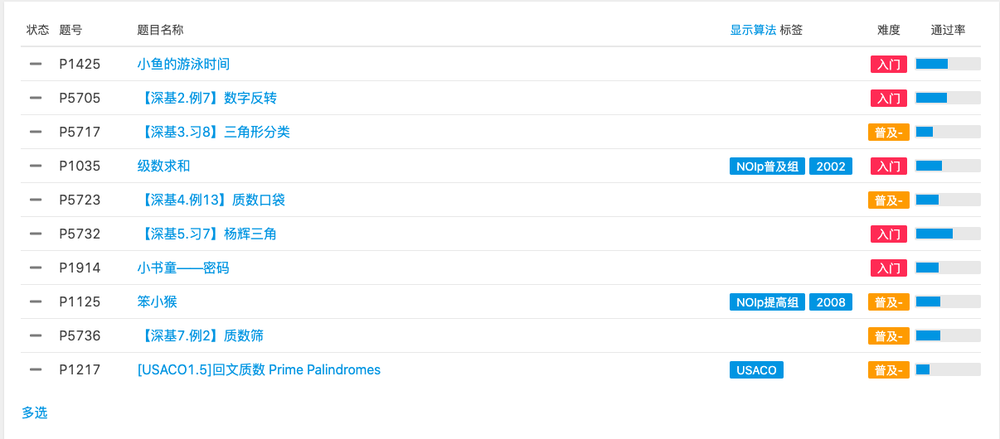 状态 题号 题目名称 显示算法 标签 难度 通过率
P1425 小鱼的游泳时间 入门
P5705 【深基2.例7】数字反转 入门
P5717 【深基3.习8】三角形分类 普及-
P1035 级数求和 NOIp普及组 2002 入门
P5723 【深基4.例13】质数口袋 普及-
P5732 【深基5.习7】杨辉三角 入门
P1914 小书童——密码 入门
P1125 笨小猴 NOIp提高组 2008 普及-
P5736 【深基7.例2】质数筛 普及-
P1217 [USACO1.5]回文质数 Prime Palindromes USACO 普及-
多选